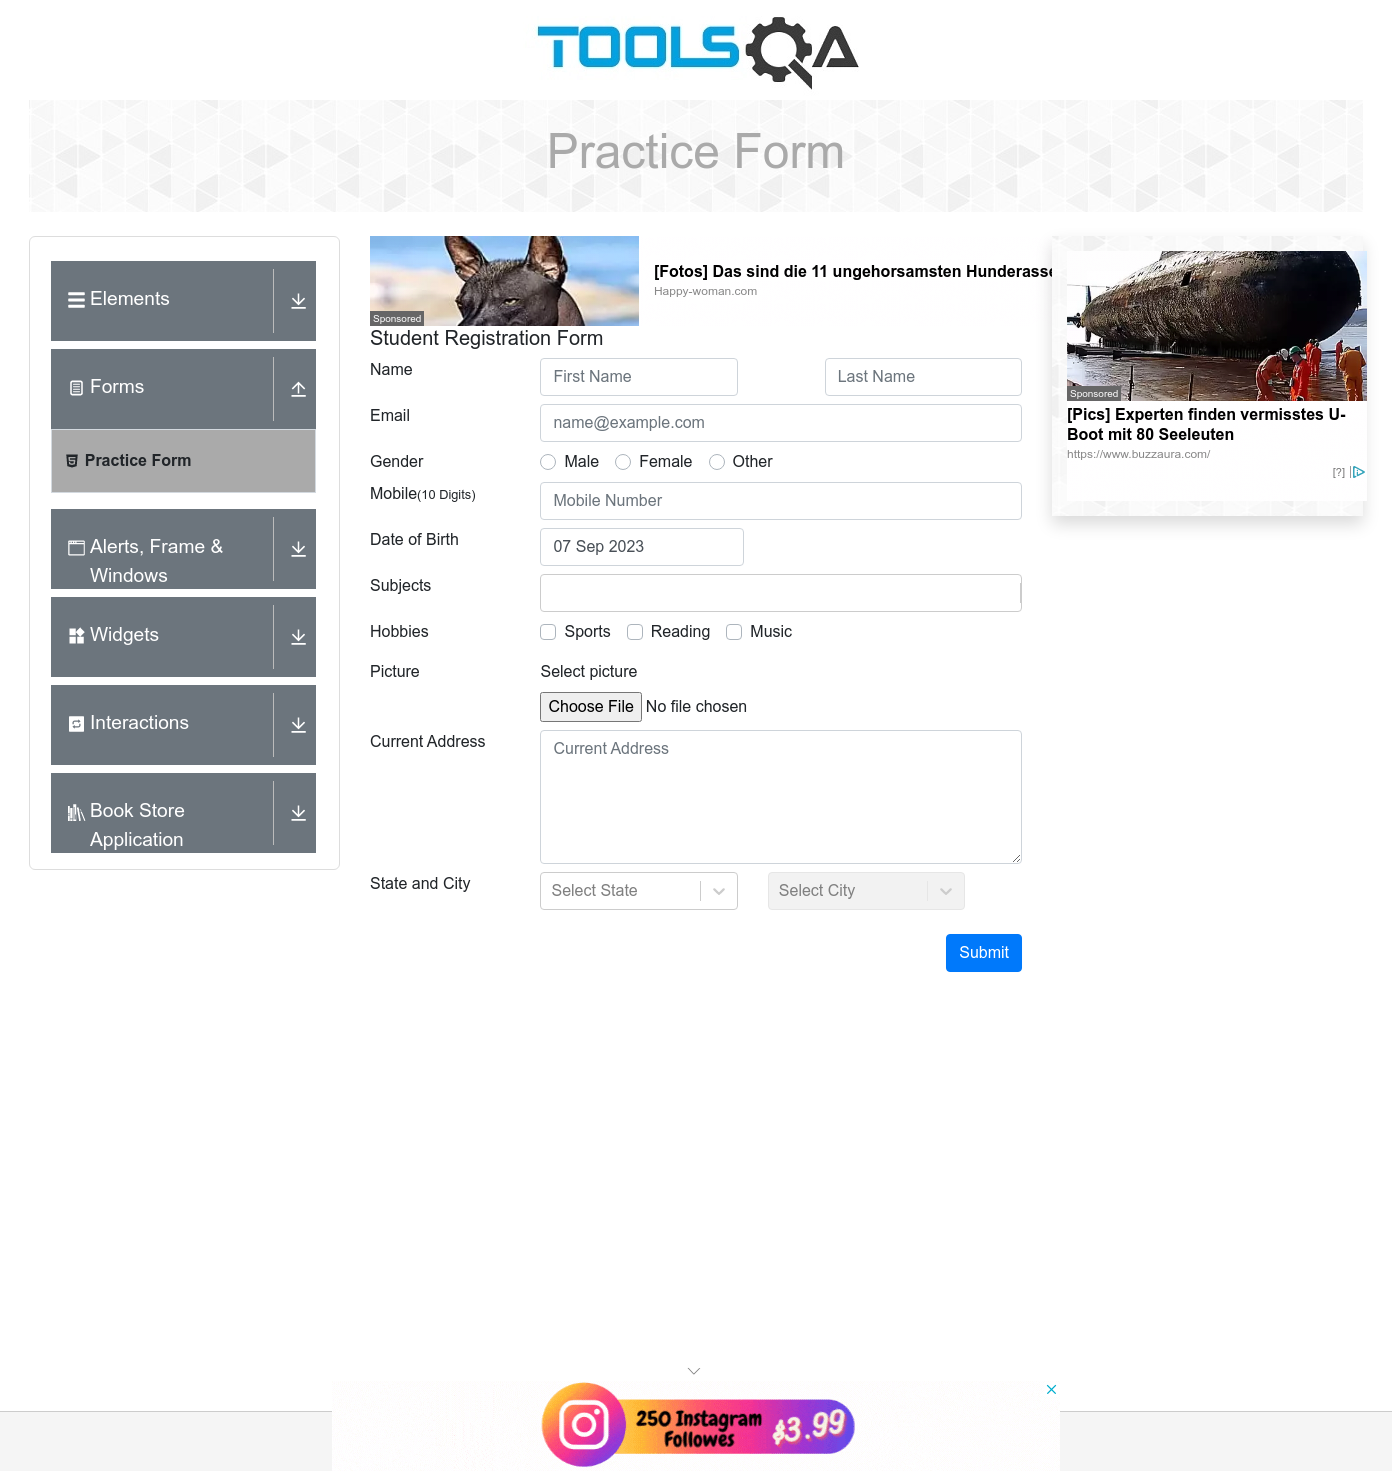 TOOLSQA
Practice Form
Elements
Forms
Practice Form
Alerts, Frame &
Windows
Widgets
Interactions
Book Store
Application
Sponsored
[Fotos] Das sind die 11 ungehorsamsten Hunderasse
Happy-woman.com
Student Registration Form
Name
First Name
Last Name
Email
name@example.com
Gender
Male
Female
Other
Mobile(10 Digits)
Mobile Number
Date of Birth
07 Sep 2023
Subjects
Hobbies
Sports
Reading
Music
Picture
Select picture
Choose File No file chosen
Current Address
Current Address
State and City
Select State
Select City
Submit
Sponsored
[Pics] Experten finden vermisstes U-
Boot mit 80 Seeleuten
https://www.buzzaura.com/
[?]
250 Instagram
Followes
$3.99